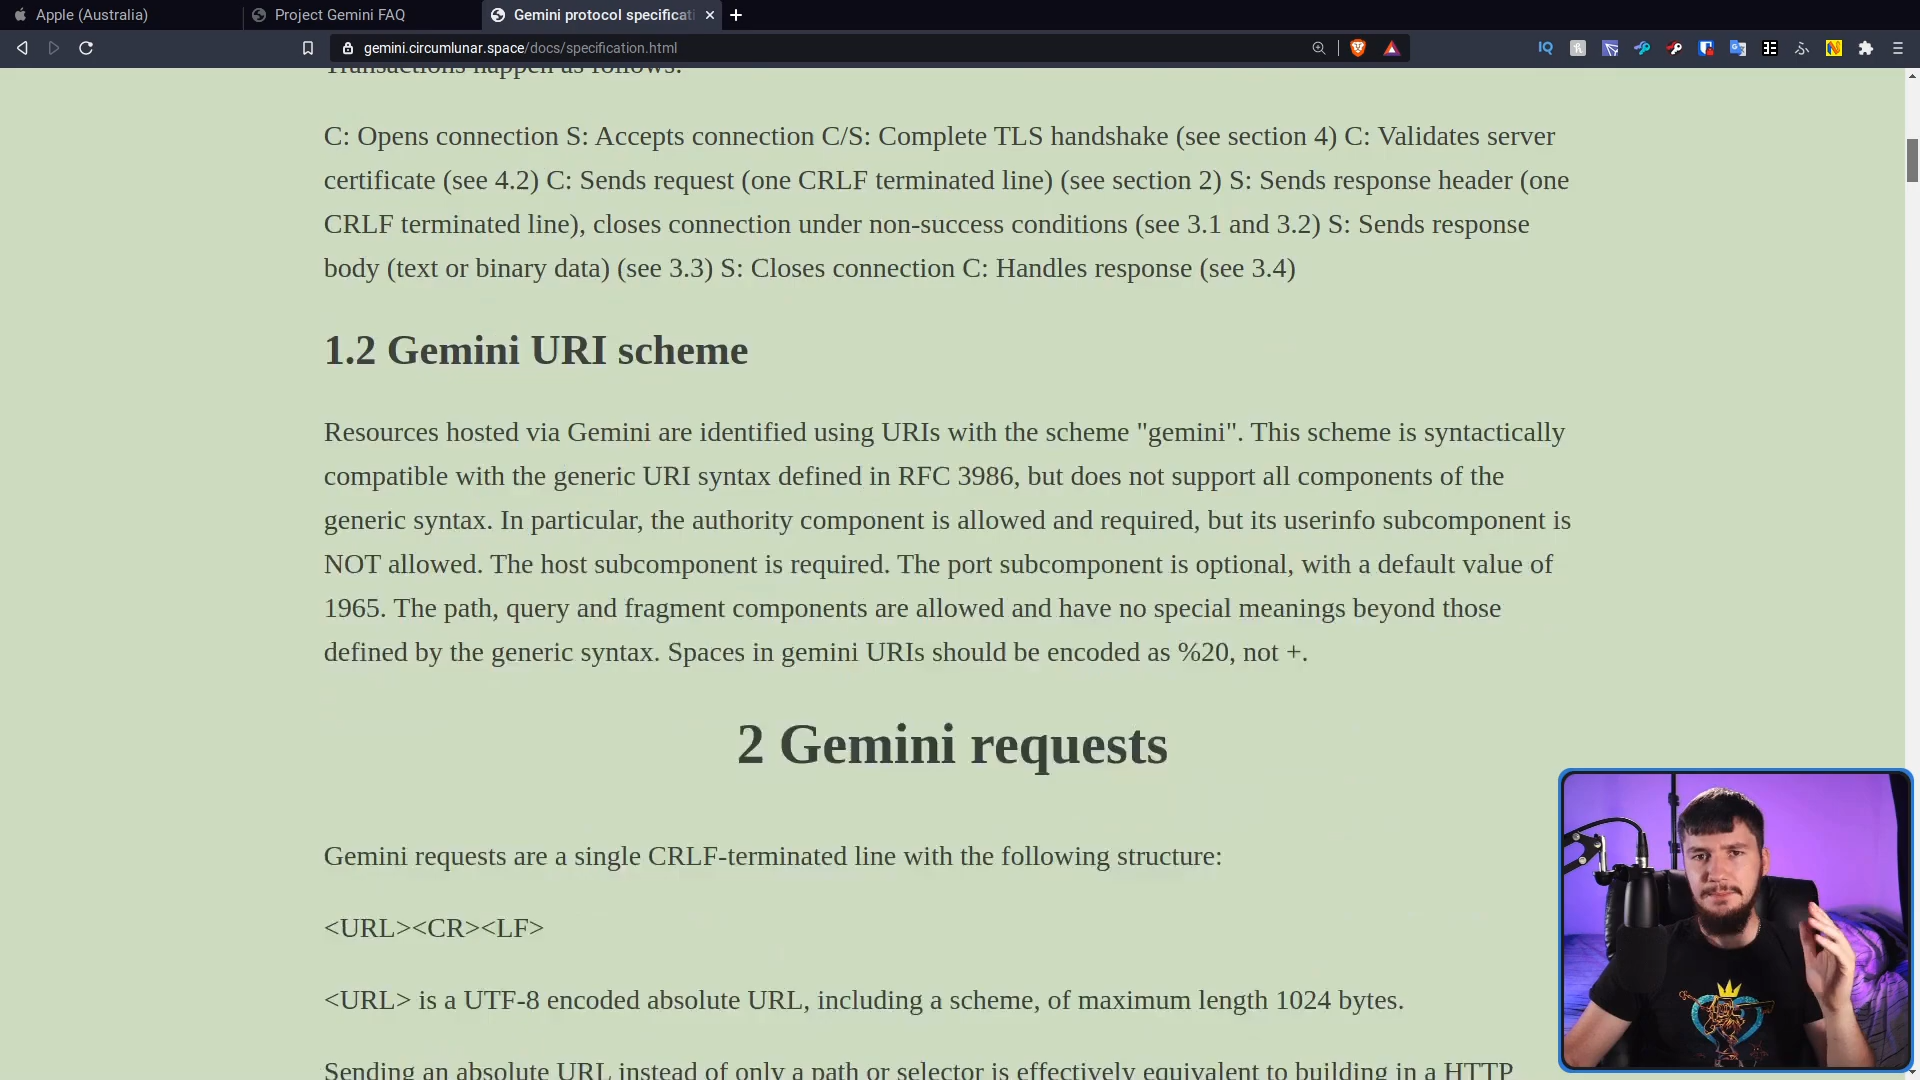 Apple (Australia)
Project Gemini FAQ
Gemini protocol specificati
gemini.circumlunar.space/docs/specification.html
Transactions happen as follows:
C: Opens connection S: Accepts connection C/S: Complete TLS handshake (see section 4) C: Validates server
certificate (see 4.2) C: Sends request (one CRLF terminated line) (see section 2) S: Sends response header (one
CRLF terminated line), closes connection under non-success conditions (see 3.1 and 3.2) S: Sends response
body (text or binary data) (see 3.3) S: Closes connection C: Handles response (see 3.4)
1.2 Gemini URI scheme
Resources hosted via Gemini are identified using URIs with the scheme "gemini". This scheme is syntactically
compatible with the generic URI syntax defined in RFC 3986, but does not support all components of the
generic syntax. In particular, the authority component is allowed and required, but its userinfo subcomponent is
NOT allowed. The host subcomponent is required. The port subcomponent is optional, with a default value of
1965. The path, query and fragment components are allowed and have no special meanings beyond those
defined by the generic syntax. Spaces in gemini URIs should be encoded as %20, not +.
2 Gemini requests
Gemini requests are a single CRLF-terminated line with the following structure:
<URL><CR><LF>
<URL> is a UTF-8 encoded absolute URL, including a scheme, of maximum length 1024 bytes.
Sending an absolute URL instead of only a path or selector is effectively equivalent to building in a HTTP